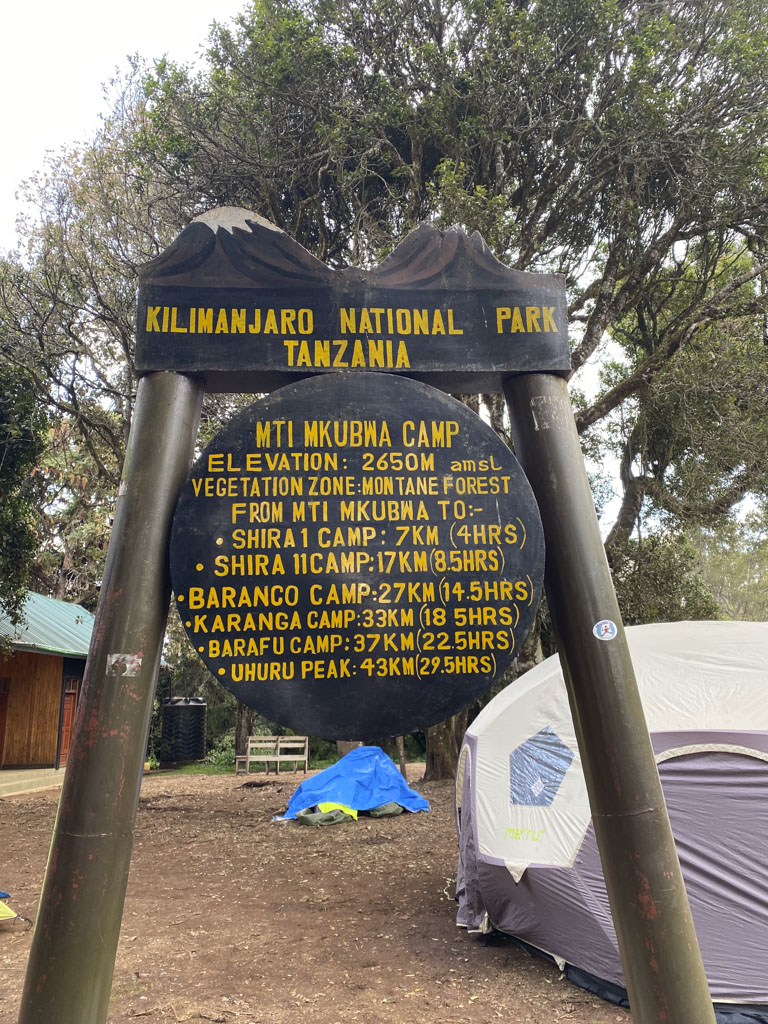 KILIMANJARO NATIONAL PARK
TANZANIA
MTI MKUBWA CAMP
ELEVATION: 2650M amsl
VEGETATION ZONE:MONTANE FOREST
FROM MTI MKUBWA TO:-
• SHIRA 1 CAMP: 7KM (4HRS)
• SHIRA 11 CAMP:17KM(8.5HRS)
• BARANCO CAMP:27KM(14.5HRS)
• KARANGA CAMP:33KM(18 5HRS)
• BARAFU CAMP:37KM(22.5HRS)
• UHURU PEAK:43KM(29.5HRS)